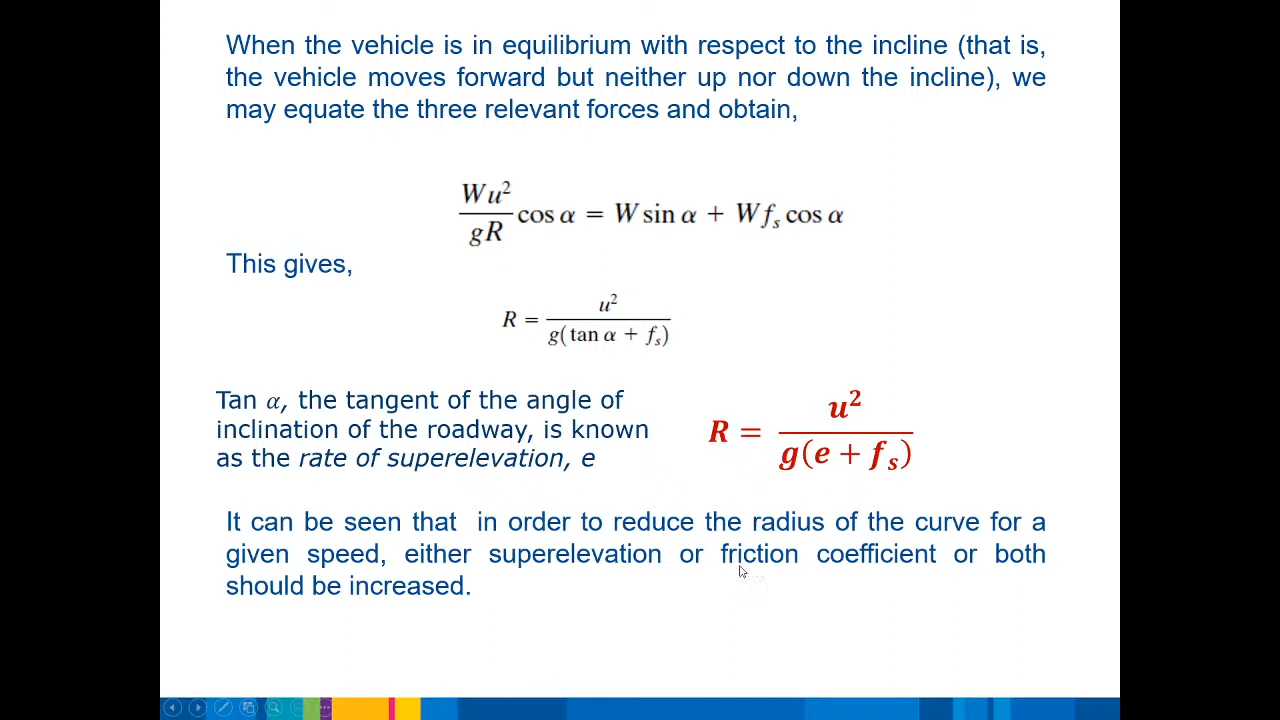 When the vehicle is in equilibrium with respect to the incline (that is,
the vehicle moves forward but neither up nor down the incline), we
may equate the three relevant forces and obtain,
Wu²/gR cos α = W sin α + Wfₛ cos α
This gives,
R = u²/g(tan α + fₛ)
Tan α, the tangent of the angle of
inclination of the roadway, is known
as the rate of superelevation, e
R = u²/g(e + fₛ)
It can be seen that in order to reduce the radius of the curve for a
given speed, either superelevation or friction coefficient or both
should be increased.